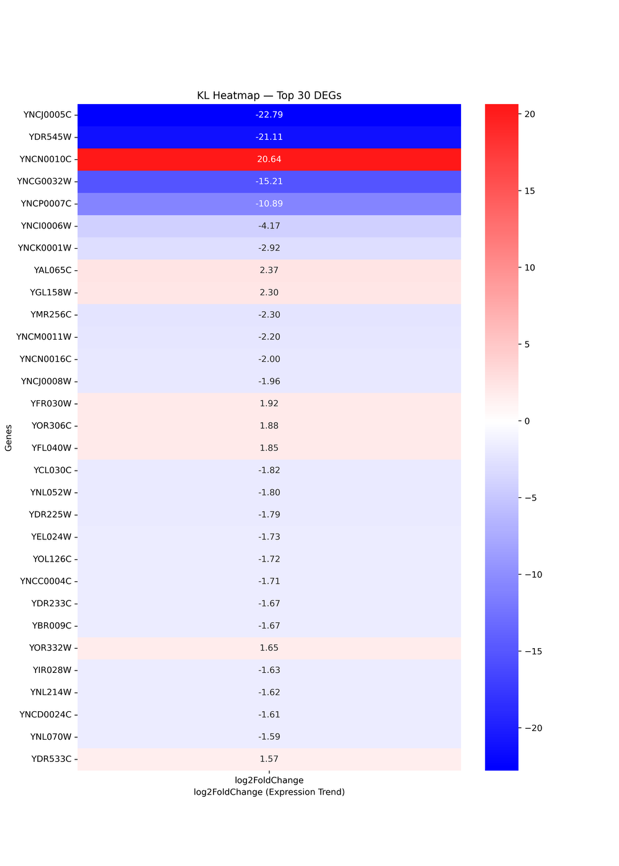 KL Heatmap — Top 30 DEGs
YNCJ0005C -22.79
YDR545W -21.11
YNCN0010C 20.64
YNCG0032W -15.21
YNCP0007C -10.89
YNCI0006W -4.17
YNCK0001W -2.92
YAL065C 2.37
YGL158W 2.30
YMR256C -2.30
YNCM0011W -2.20
YNCN0016C -2.00
YNCJ0008W -1.96
YFR030W 1.92
YOR306C 1.88
YFL040W 1.85
YCL030C -1.82
YNL052W -1.80
YDR225W -1.79
YEL024W -1.73
YOL126C -1.72
YNCC0004C -1.71
YDR233C -1.67
YBR009C -1.67
YOR332W 1.65
YIR028W -1.63
YNL214W -1.62
YNCD0024C -1.61
YNL070W -1.59
YDR533C 1.57
Genes
log2FoldChange
log2FoldChange (Expression Trend)
20
15
10
5
0
−5
−10
−15
−20